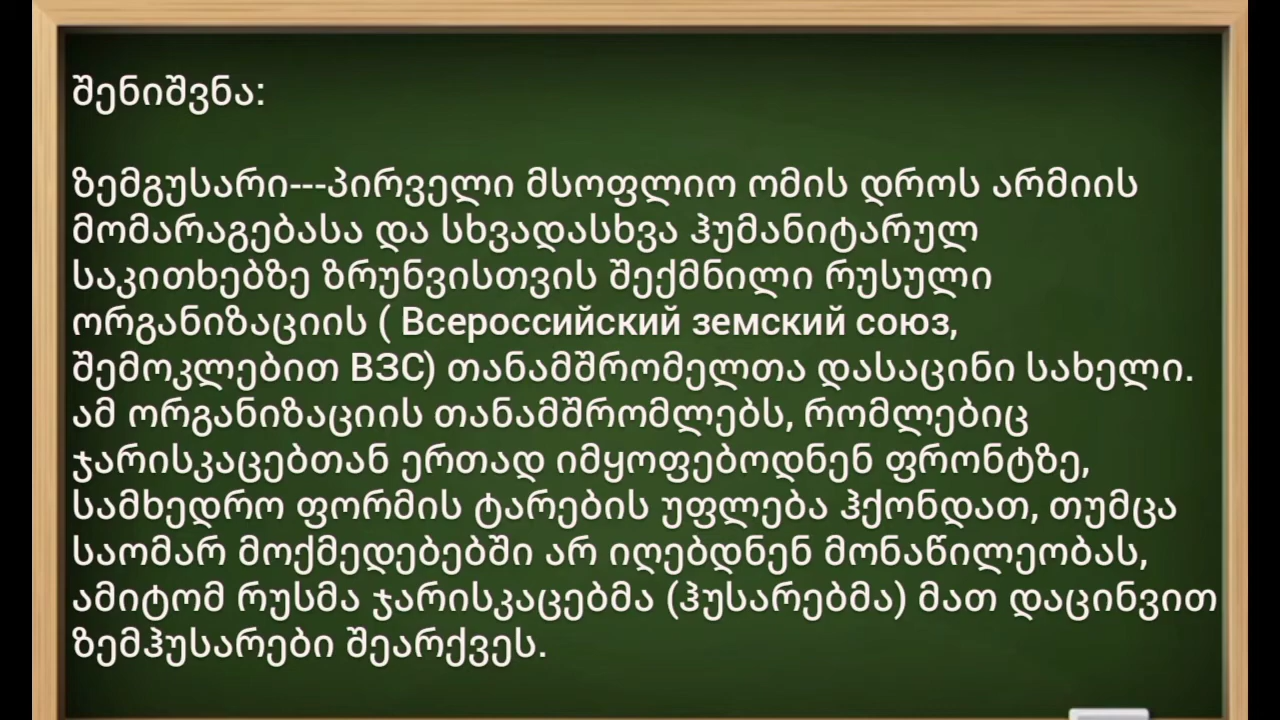 შენიშვნა:
ზემგუსარი---პირველი მსოფლიო ომის დროს არმიის
მომარაგებასა და სხვადასხვა ჰუმანიტარულ
საკითხებზე ზრუნვისთვის შექმნილი რუსული
ორგანიზაციის ( Всероссийский земский союз,
შემოკლებით ВЗС) თანამშრომელთა დასაცინი სახელი.
ამ ორგანიზაციის თანამშრომლებს, რომლებიც
ჯარისკაცებთან ერთად იმყოფებოდნენ ფრონტზე,
სამხედრო ფორმის ტარების უფლება ჰქონდათ, თუმცა
საომარ მოქმედებებში არ იღებდნენ მონაწილეობას,
ამიტომ რუსმა ჯარისკაცებმა (ჰუსარებმა) მათ დაცინვით
ზემჰუსარები შეარქვეს.